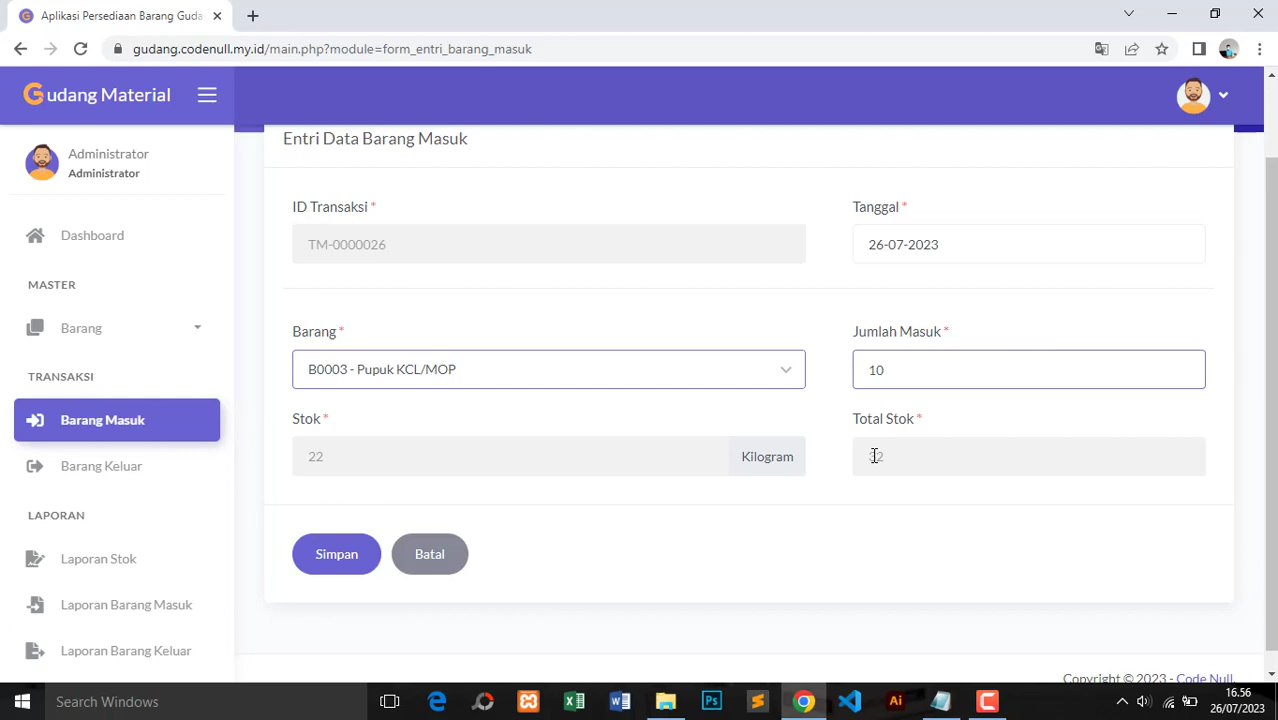 Aplikasi Persediaan Barang Guda
gudang.codenull.my.id/main.php?module=form_entri_barang_masuk
Gudang Material
Administrator
Administrator
Dashboard
MASTER
Barang
TRANSAKSI
Barang Masuk
Barang Keluar
LAPORAN
Laporan Stok
Laporan Barang Masuk
Laporan Barang Keluar
Entri Data Barang Masuk
ID Transaksi *
TM-0000026
Tanggal *
26-07-2023
Barang *
B0003 - Pupuk KCL/MOP
Jumlah Masuk *
10
Stok *
22
Kilogram
Total Stok *
32
Simpan
Batal
Copyright © 2023 - Code Null.
Search Windows
16.56
26/07/2023